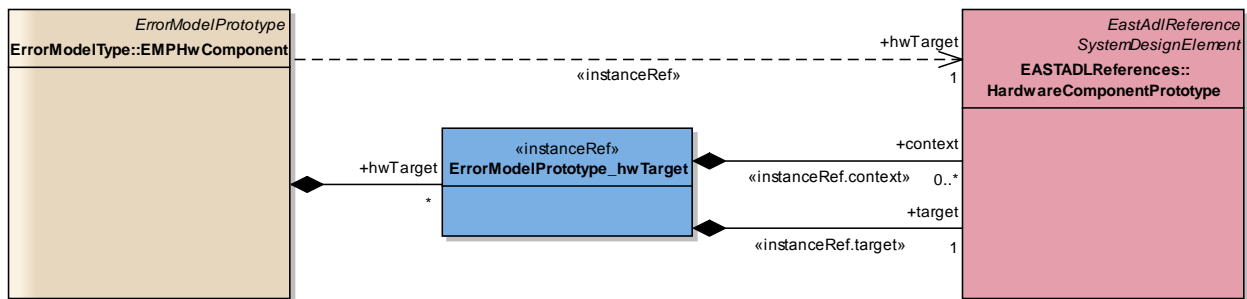 ErrorModelPrototype
ErrorModelType::EMPHwComponent
EastAdlReference
SystemDesignElement
EASTADLReferences::
HardwareComponentPrototype
+hwTarget
«instanceRef»
1
«instanceRef»
ErrorModelPrototype_hwTarget
+hwTarget
*
+context
«instanceRef.context»
0..*
+target
«instanceRef.target»
1